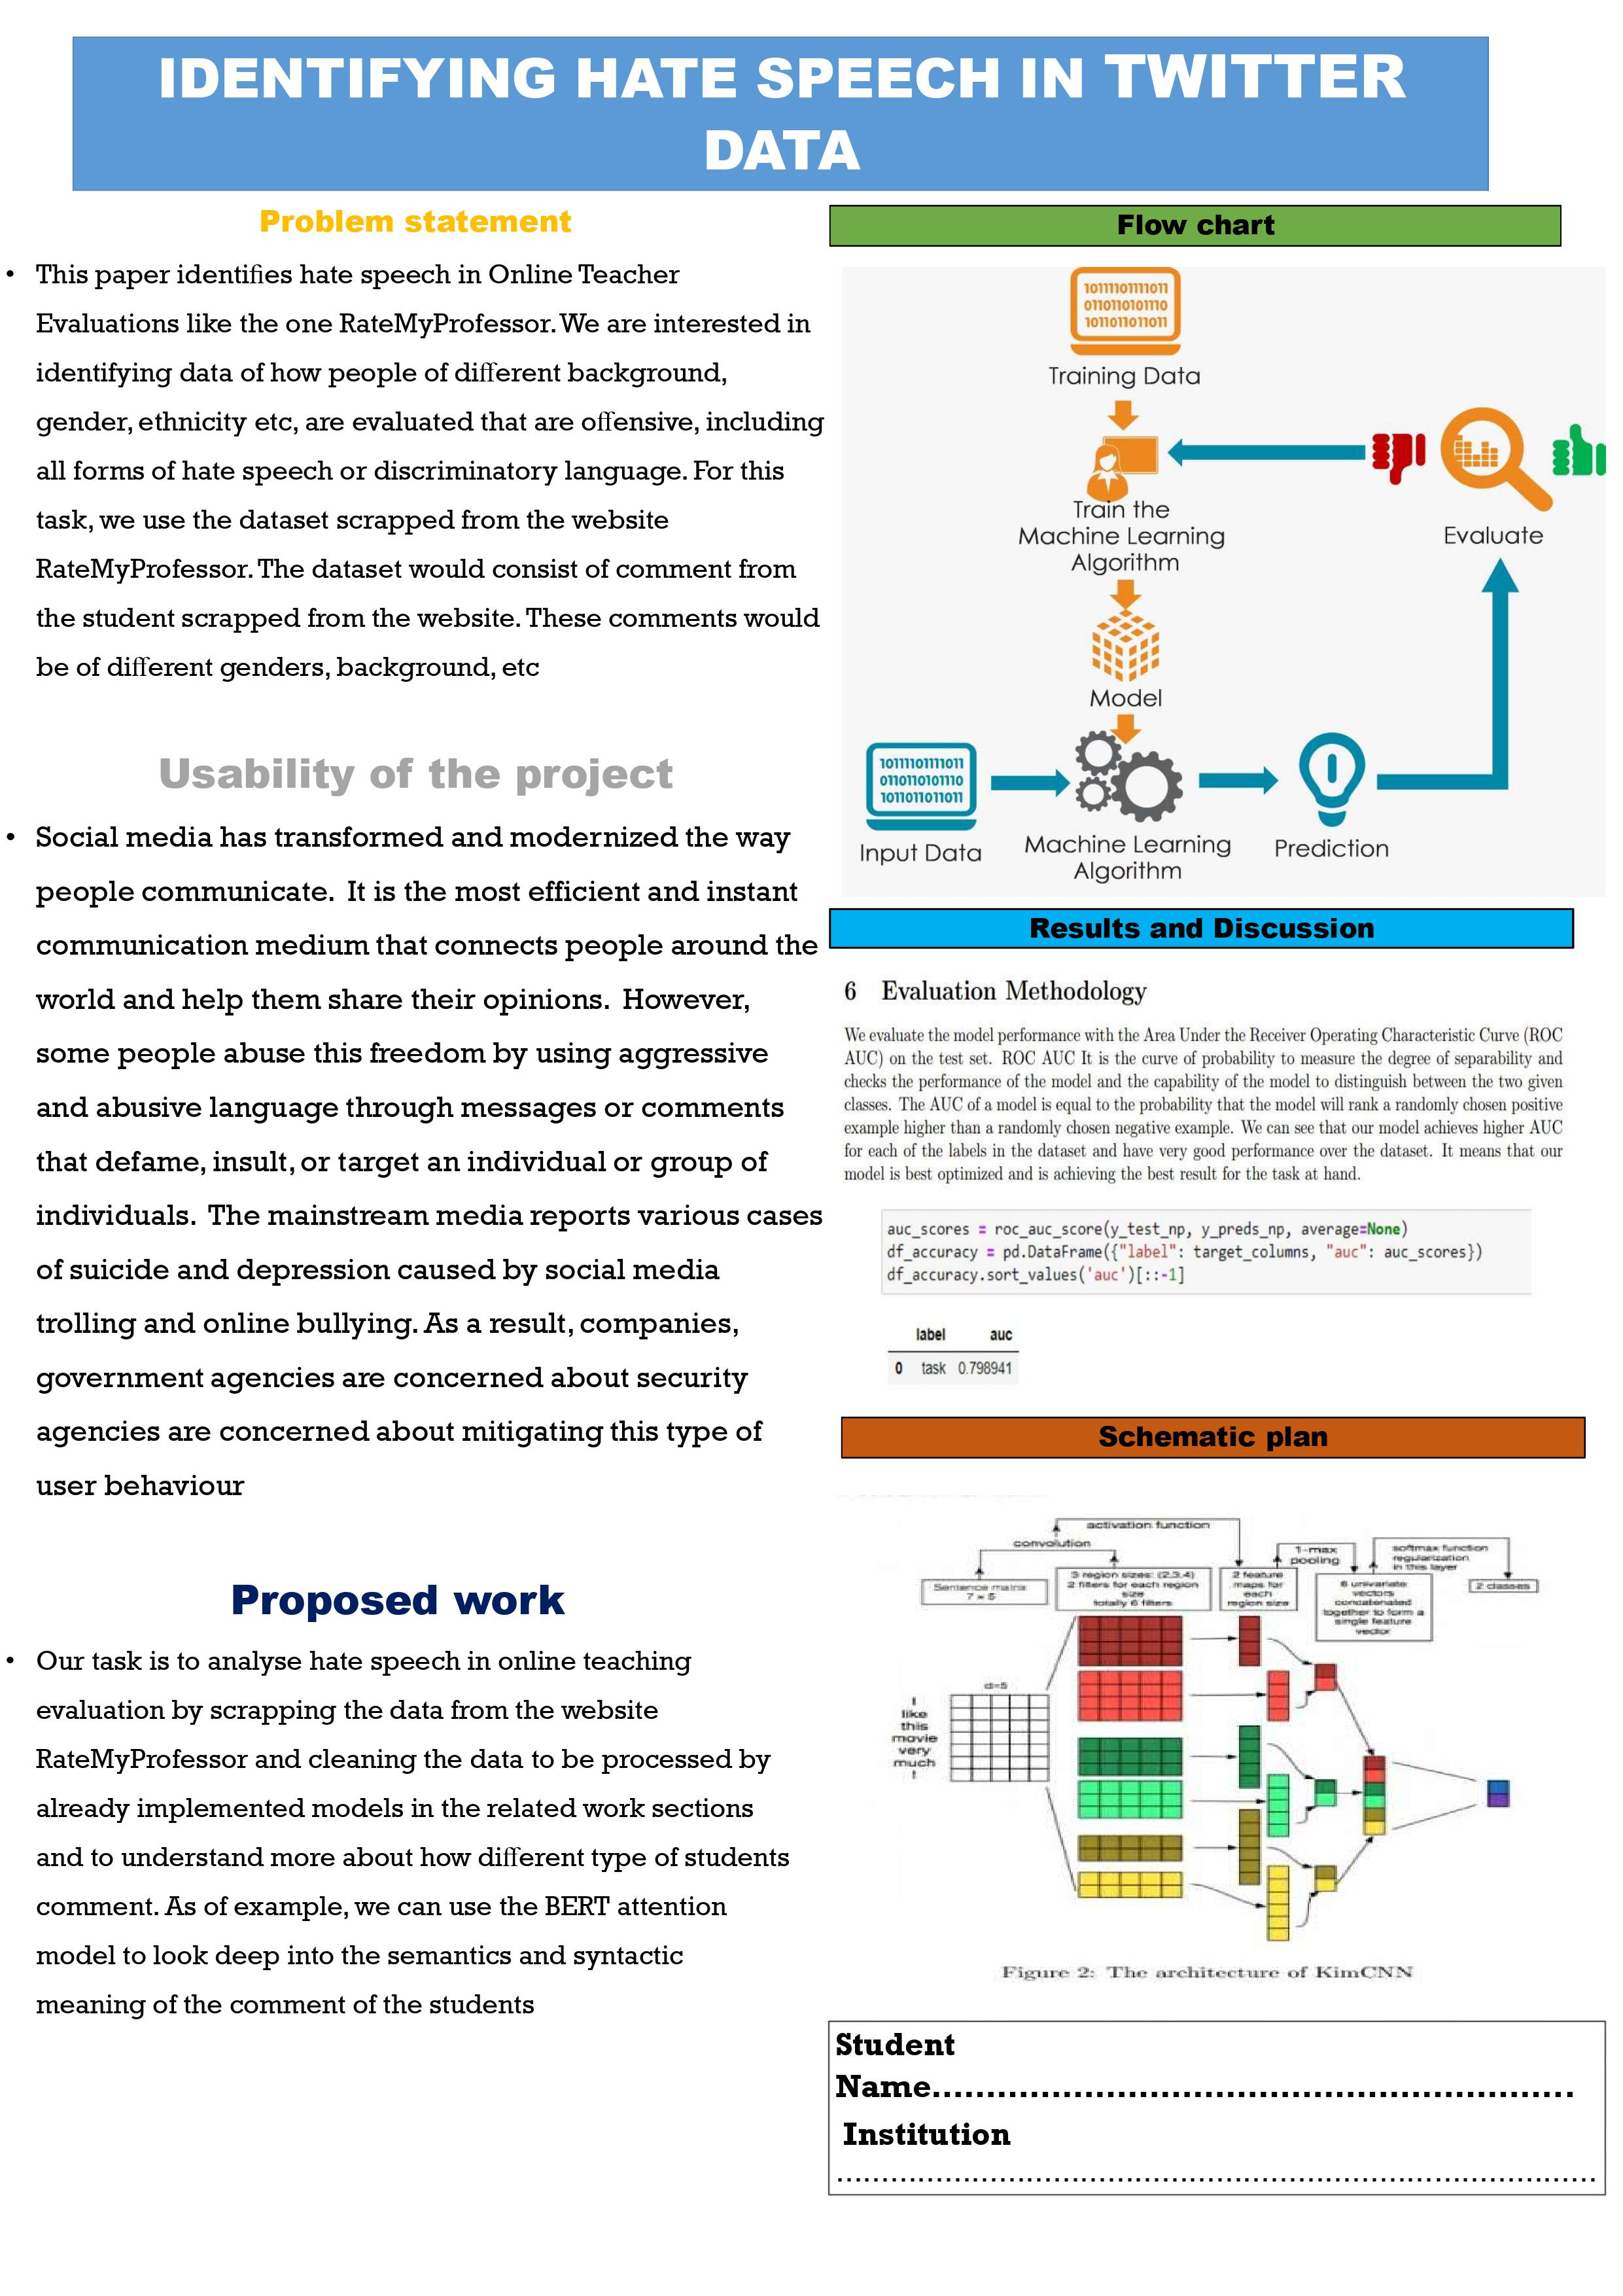 IDENTIFYING HATE SPEECH IN TWITTER
DATA
Problem statement
• This paper identifies hate speech in Online Teacher
Evaluations like the one RateMyProfessor. We are interested in
identifying data of how people of different background,
gender, ethnicity etc, are evaluated that are offensive, including
all forms of hate speech or discriminatory language. For this
task, we use the dataset scrapped from the website
RateMyProfessor. The dataset would consist of comment from
the student scrapped from the website. These comments would
be of different genders, background, etc
Usability of the project
• Social media has transformed and modernized the way
people communicate. It is the most efficient and instant
communication medium that connects people around the
world and help them share their opinions. However,
some people abuse this freedom by using aggressive
and abusive language through messages or comments
that defame, insult, or target an individual or group of
individuals. The mainstream media reports various cases
of suicide and depression caused by social media
trolling and online bullying. As a result, companies,
government agencies are concerned about security
agencies are concerned about mitigating this type of
user behaviour
Proposed work
• Our task is to analyse hate speech in online teaching
evaluation by scrapping the data from the website
RateMyProfessor and cleaning the data to be processed by
already implemented models in the related work sections
and to understand more about how different type of students
comment. As of example, we can use the BERT attention
model to look deep into the semantics and syntactic
meaning of the comment of the students
Flow chart
10111101111011
0110110101110
1011011011011
Training Data
Train the
Machine Learning
Algorithm
Evaluate
Model
10111101111011
0110110101110
1011011011011
Input Data
Machine Learning
Algorithm
Prediction
Results and Discussion
6 Evaluation Methodology
We evaluate the model performance with the Area Under the Receiver Operating Characteristic Curve (ROC
AUC) on the test set. ROC AUC It is the curve of probability to measure the degree of separability and
checks the performance of the model and the capability of the model to distinguish between the two given
classes. The AUC of a model is equal to the probability that the model will rank a randomly chosen positive
example higher than a randomly chosen negative example. We can see that our model achieves higher AUC
for each of the labels in the dataset and have very good performance over the dataset. It means that our
model is best optimized and is achieving the best result for the task at hand.
auc_scores = roc_auc_score(y_test_np, y_preds_np, average=None)
df_accuracy = pd.DataFrame({"label": target_columns, "auc": auc_scores})
df_accuracy.sort_values('auc')[::-1]
label auc
0 task 0.798941
Schematic plan
activation function
convolution
1-max
pooling
softmax function
regularization
in this layer
Sentence matrix
7 × 5
3 region sizes: (2,3,4)
2 filters for each region
size
totally 6 filters
2 feature
maps for
each
region size
6 univariate
vectors
concatenated
together to form a
single feature
vector
2 classes
d=5
I
like
this
movie
very
much
!
Figure 2: The architecture of KimCNN
Student
Name............................................................
Institution
....................................................................................